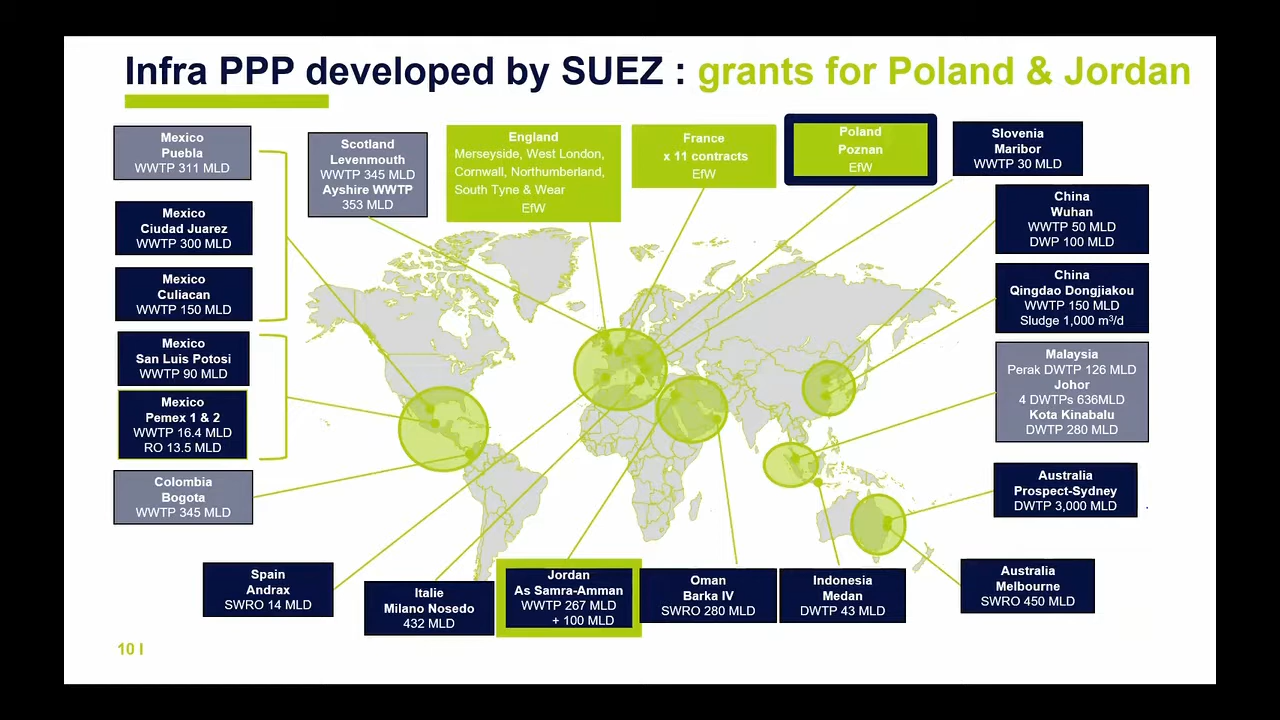 Infra PPP developed by SUEZ : grants for Poland & Jordan
Mexico
Puebla
WWTP 311 MLD
Mexico
Ciudad Juarez
WWTP 300 MLD
Mexico
Culiacan
WWTP 150 MLD
Mexico
San Luis Potosi
WWTP 90 MLD
Mexico
Pemex 1 & 2
WWTP 16.4 MLD
RO 13.5 MLD
Colombia
Bogota
WWTP 345 MLD
Scotland
Levenmouth
WWTP 345 MLD
Ayshire WWTP
353 MLD
England
Merseyside, West London,
Cornwall, Northumberland,
South Tyne & Wear
EfW
France
x 11 contracts
EfW
Poland
Poznan
EfW
Slovenia
Maribor
WWTP 30 MLD
China
Wuhan
WWTP 50 MLD
DWP 100 MLD
China
Qingdao Dongjiakou
WWTP 150 MLD
Sludge 1,000 m³/d
Malaysia
Perak DWTP 126 MLD
Johor
4 DWTPs 636MLD
Kota Kinabalu
DWTP 280 MLD
Australia
Prospect-Sydney
DWTP 3,000 MLD
Spain
Andrax
SWRO 14 MLD
Italie
Milano Nosedo
432 MLD
Jordan
As Samra-Amman
WWTP 267 MLD
+ 100 MLD
Oman
Barka IV
SWRO 280 MLD
Indonesia
Medan
DWTP 43 MLD
Australia
Melbourne
SWRO 450 MLD
10 I